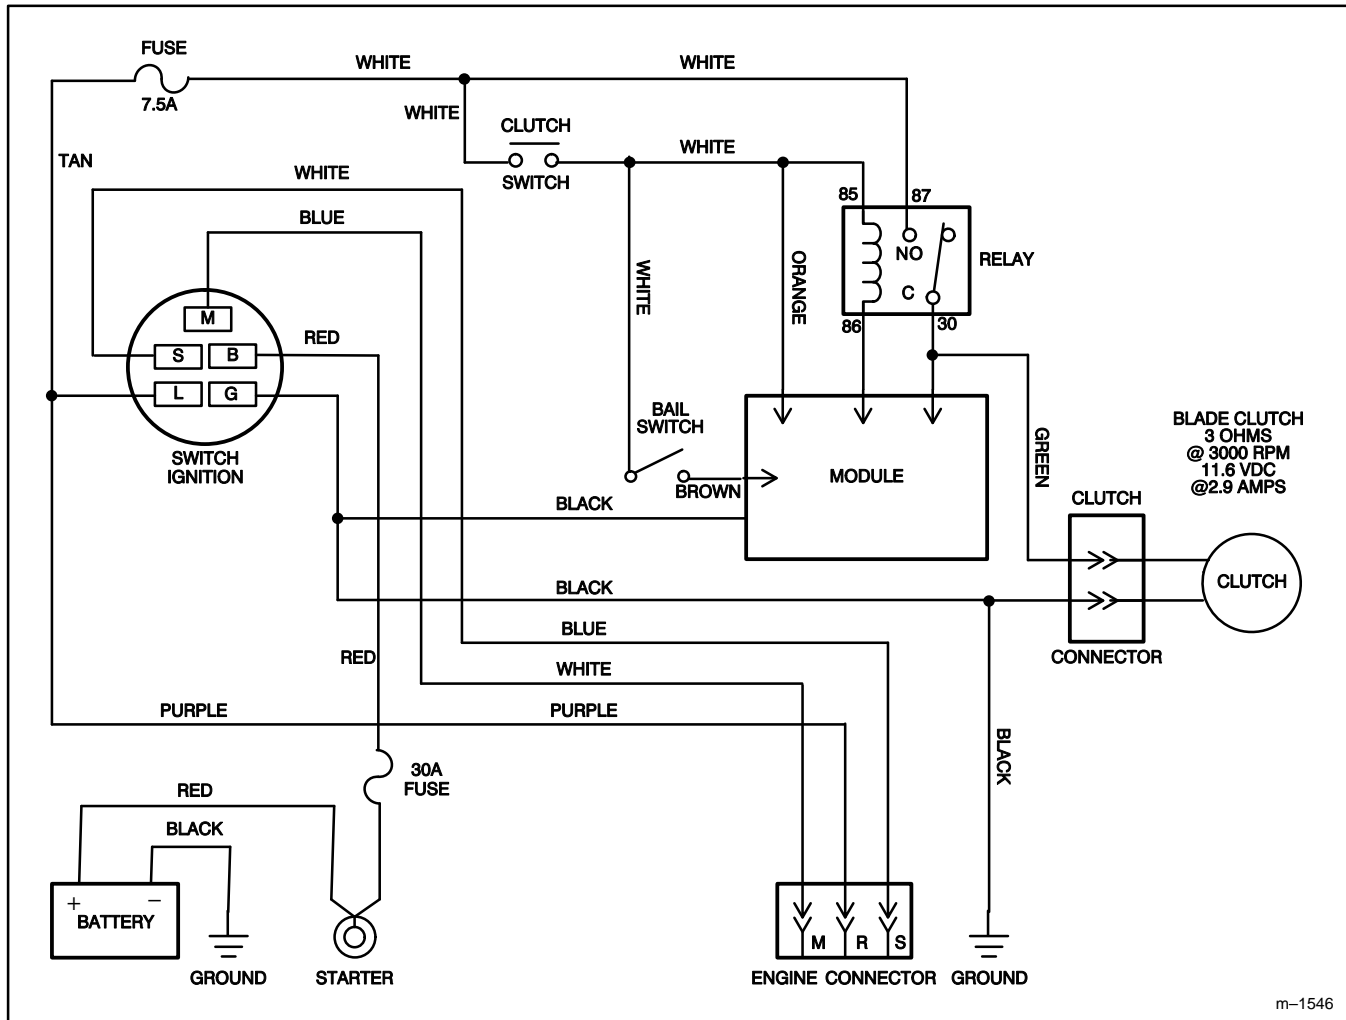 FUSE
7.5A
WHITE
WHITE
WHITE
CLUTCH
SWITCH
WHITE
TAN
WHITE
BLUE
85
87
NO
C
RELAY
86
30
WHITE
ORANGE
M
S
B
L
G
RED
SWITCH
IGNITION
BAIL
SWITCH
BROWN
MODULE
GREEN
BLADE CLUTCH
3 OHMS
@ 3000 RPM
11.6 VDC
@2.9 AMPS
CLUTCH
CLUTCH
CONNECTOR
BLACK
BLACK
BLUE
RED
WHITE
PURPLE
PURPLE
BLACK
30A
FUSE
RED
BLACK
+
−
BATTERY
GROUND
STARTER
M
R
S
ENGINE CONNECTOR
GROUND
m–1546